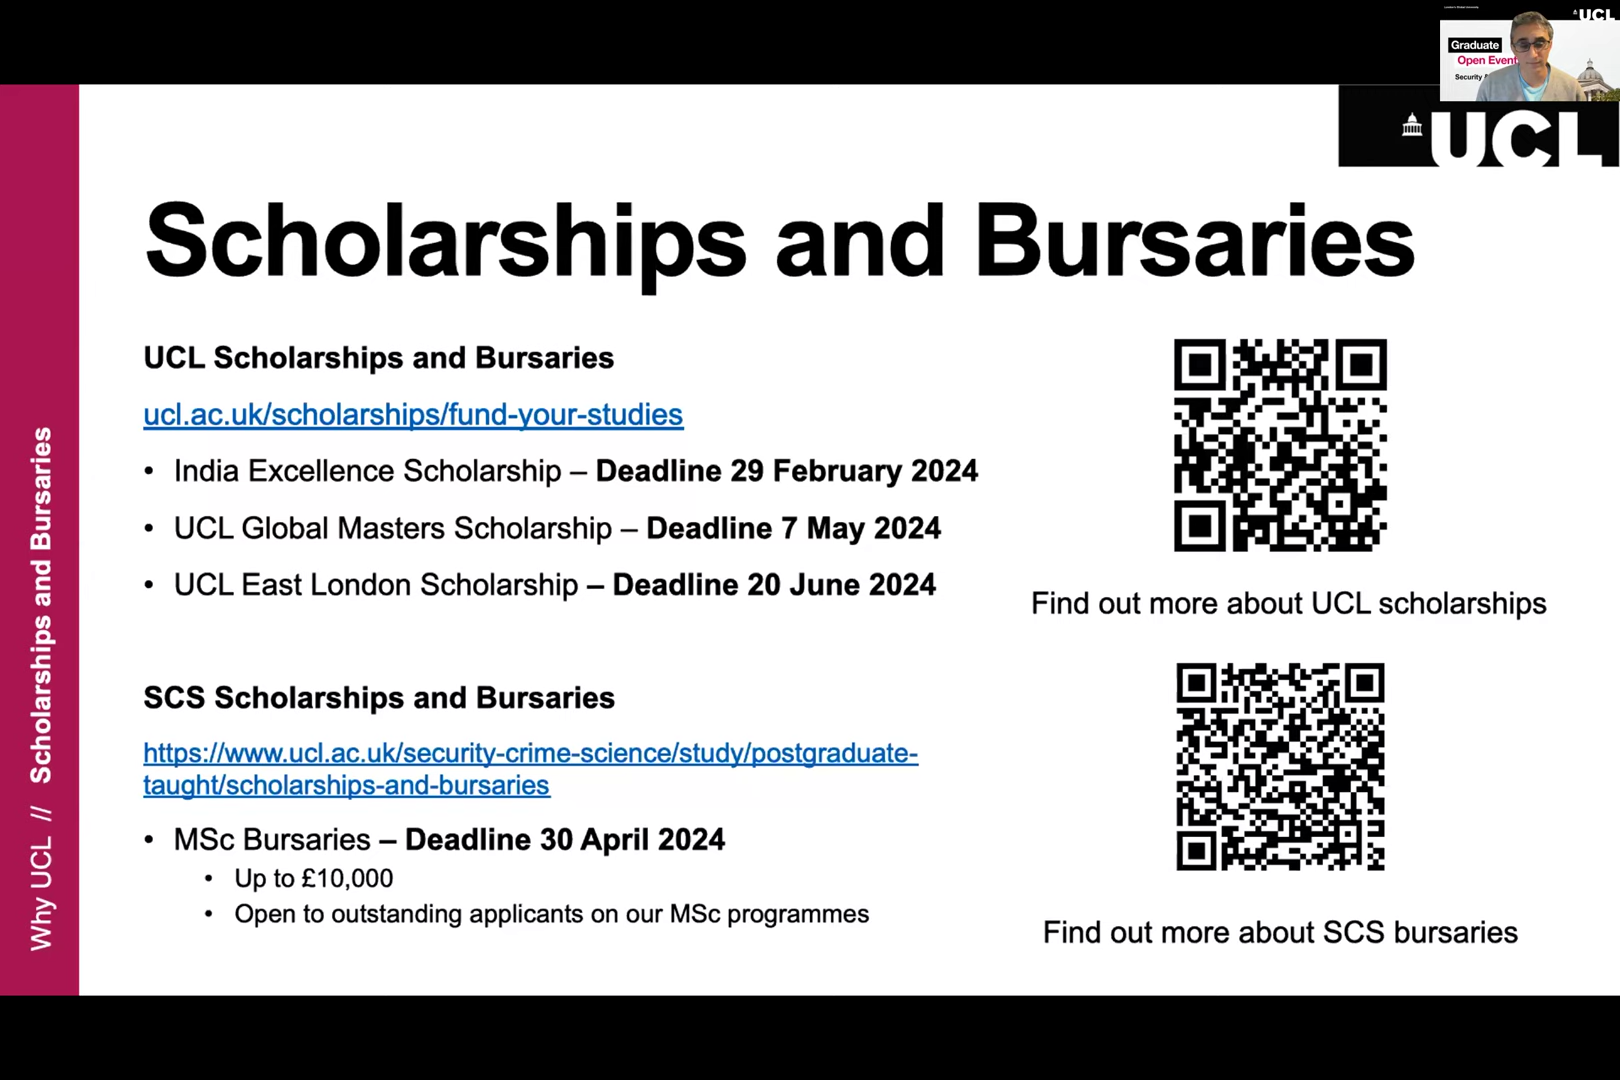 London's Global University
UCL
Graduate
Open Event
Security
UCL
Scholarships and Bursaries
UCL Scholarships and Bursaries
ucl.ac.uk/scholarships/fund-your-studies
• India Excellence Scholarship – Deadline 29 February 2024
• UCL Global Masters Scholarship – Deadline 7 May 2024
• UCL East London Scholarship – Deadline 20 June 2024
Find out more about UCL scholarships
SCS Scholarships and Bursaries
https://www.ucl.ac.uk/security-crime-science/study/postgraduate-
taught/scholarships-and-bursaries
• MSc Bursaries – Deadline 30 April 2024
• Up to £10,000
• Open to outstanding applicants on our MSc programmes
Find out more about SCS bursaries
Why UCL // Scholarships and Bursaries